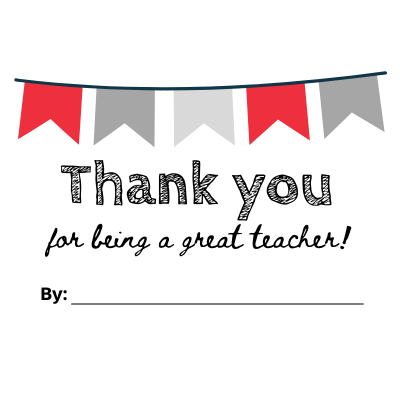 Thank you
for being a great teacher!
By: